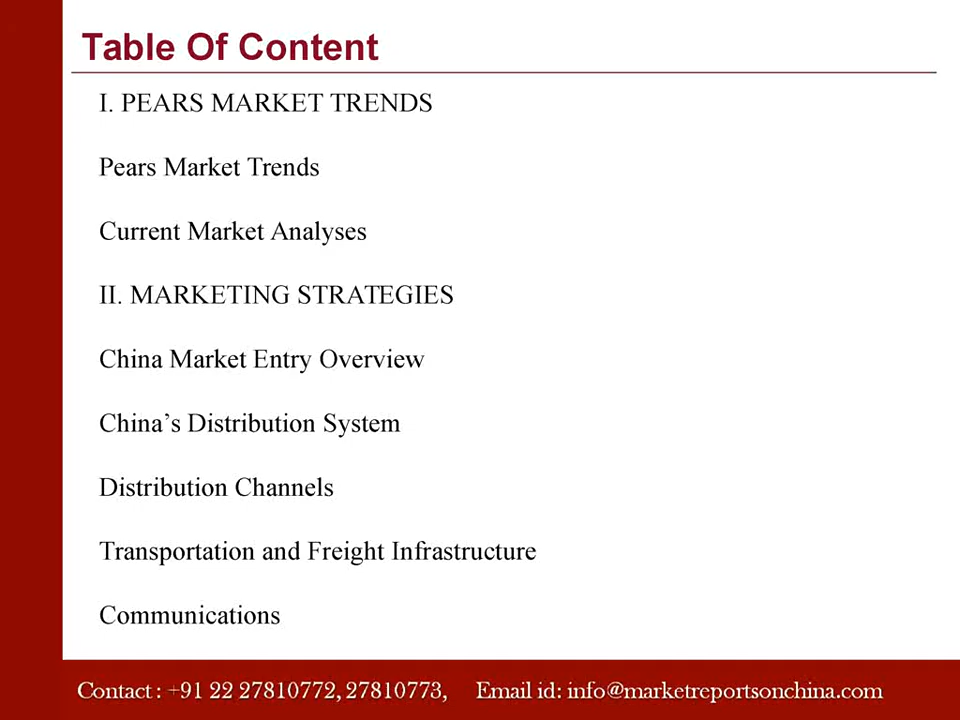 Table Of Content
I. PEARS MARKET TRENDS
Pears Market Trends
Current Market Analyses
II. MARKETING STRATEGIES
China Market Entry Overview
China’s Distribution System
Distribution Channels
Transportation and Freight Infrastructure
Communications
Contact : +91 22 27810772, 27810773, Email id: info@marketreportsonchina.com